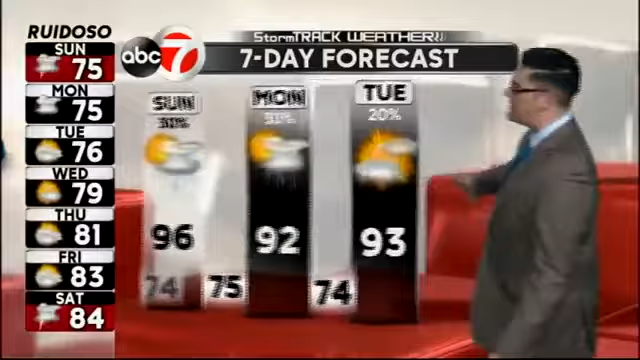 RUIDOSO
SUN
75
MON
75
TUE
76
WED
79
THU
81
FRI
83
SAT
84
abc 7
StormTRACK WEATHER
7-DAY FORECAST
SUN
96
74
MON
92
75
TUE
20%
93
74